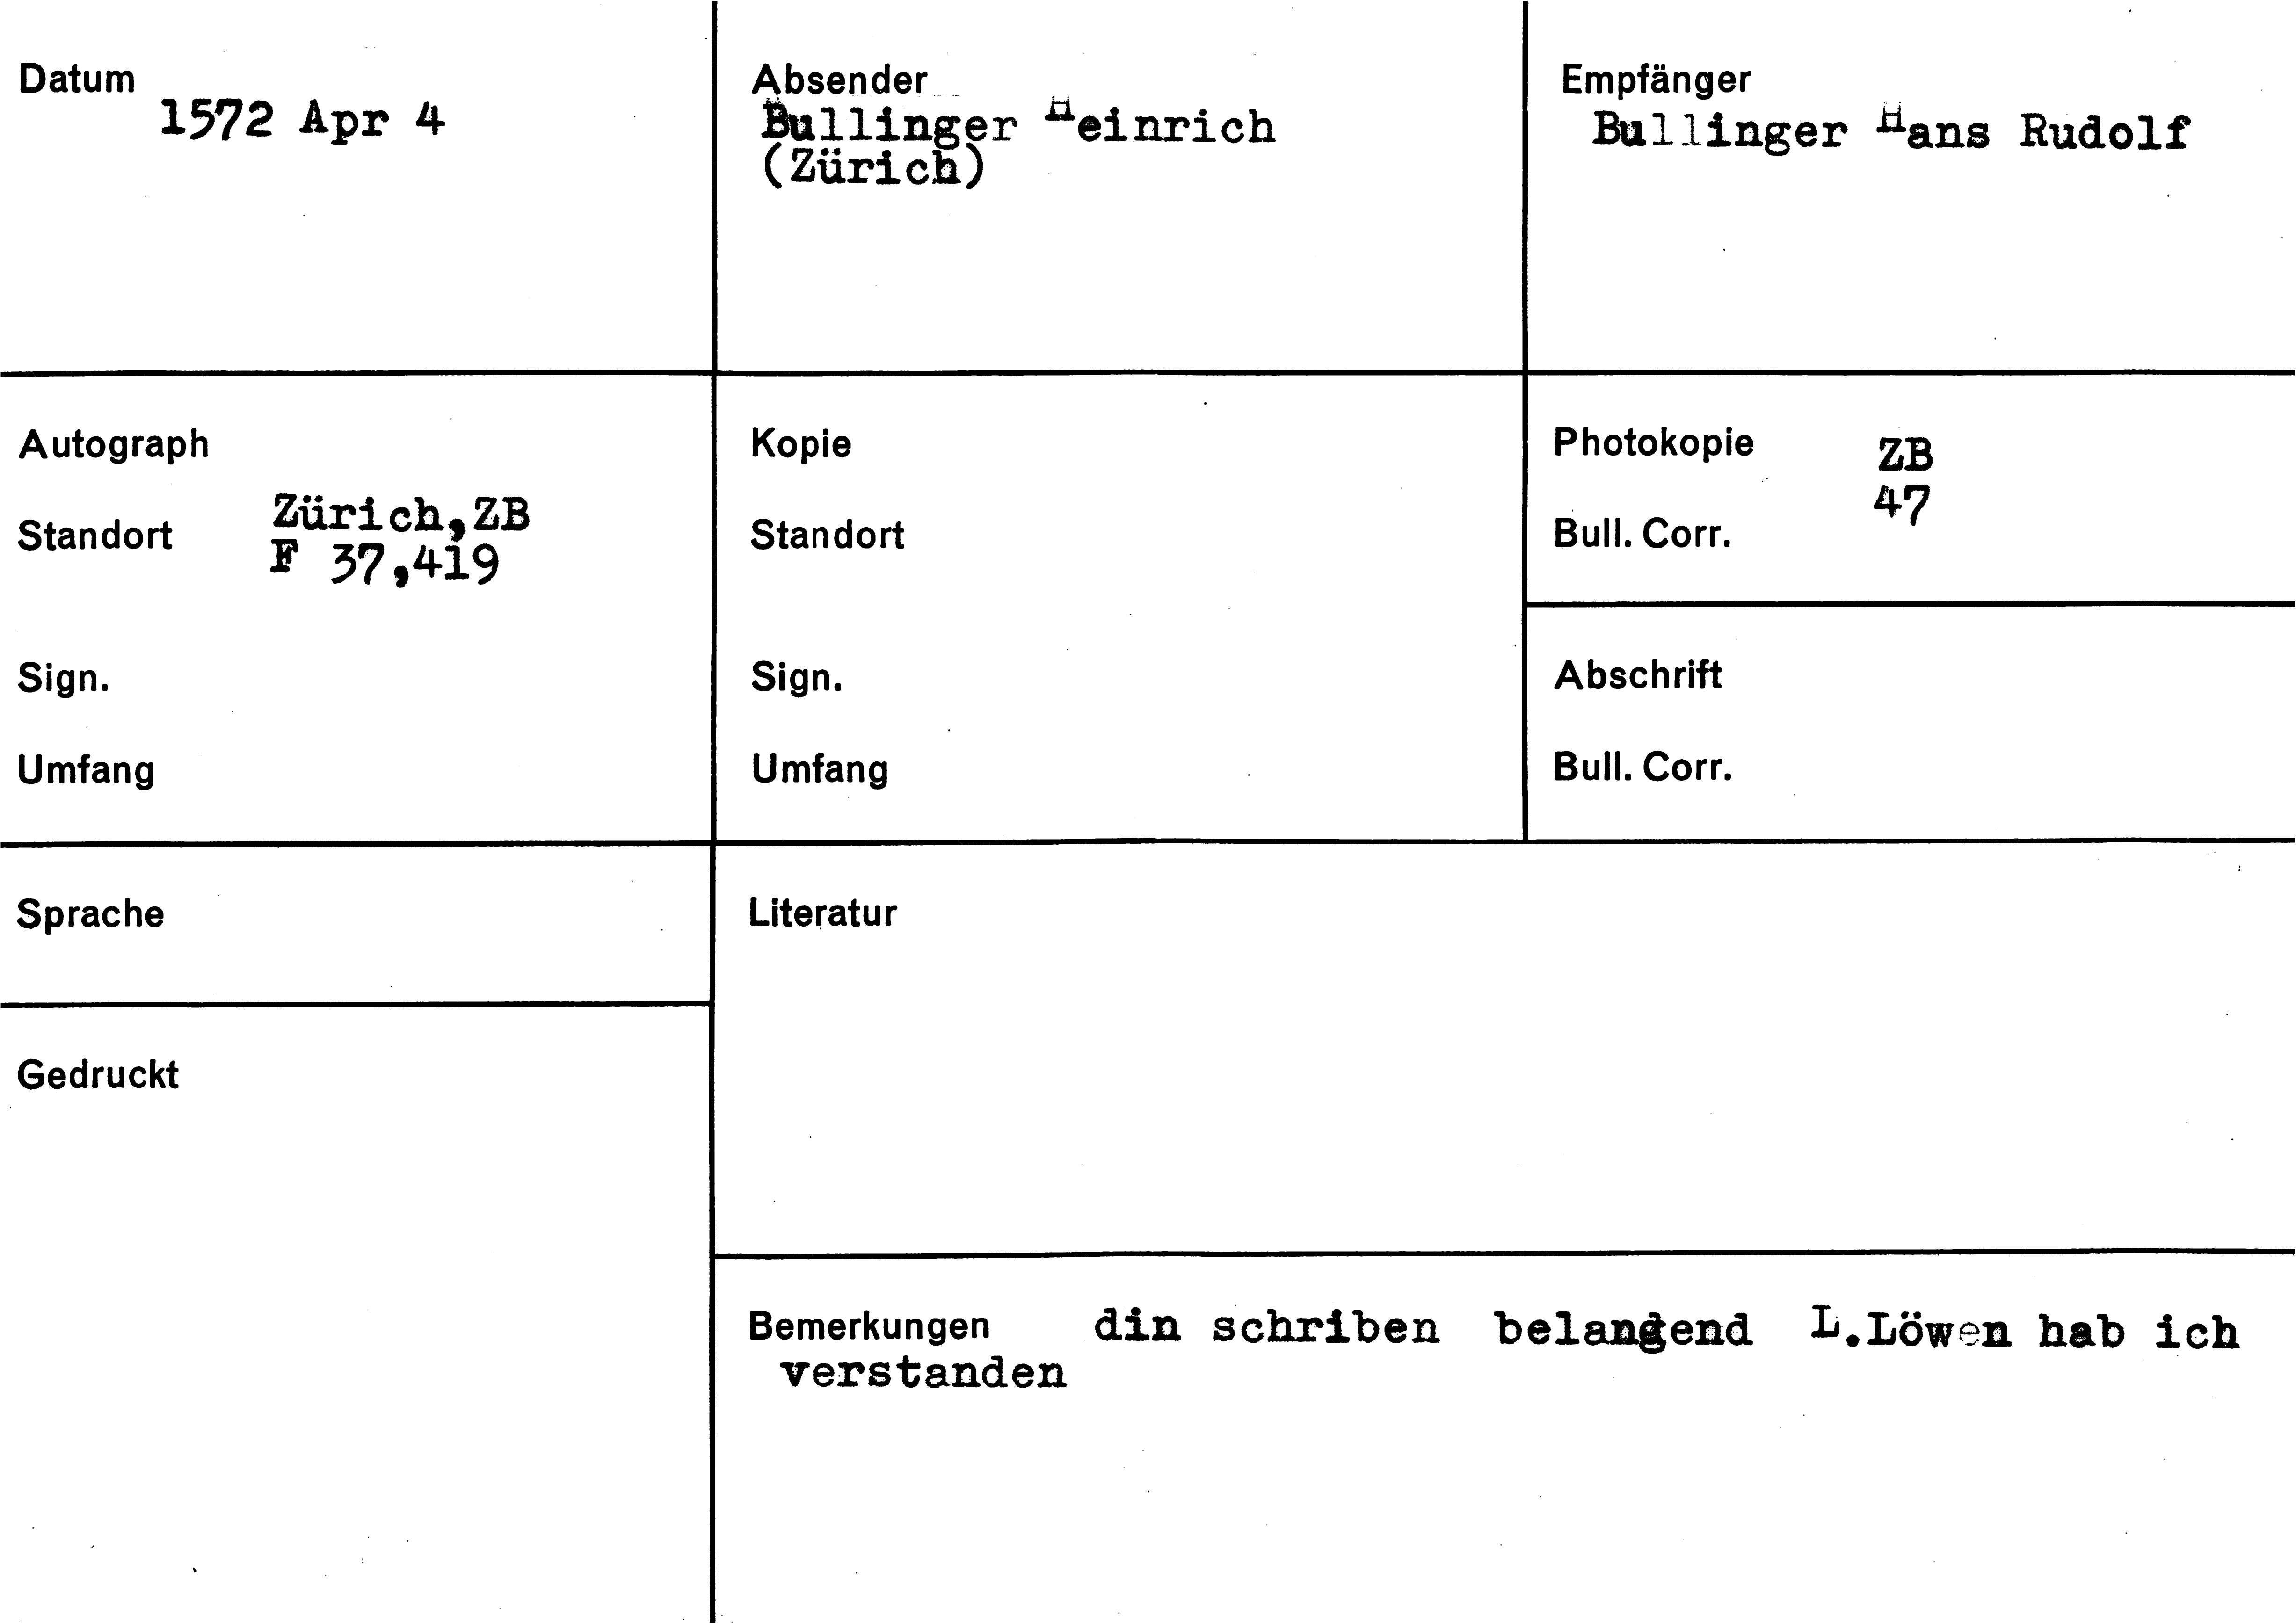 Datum
1572 Apr 4
Absender
Bullinger Heinrich
(Zürich)
Empfänger
Bullinger Hans Rudolf
Autograph
Standort Zürich,ZB
F 37,419
Sign.
Umfang
Kopie
Standort
Sign.
Umfang
Photokopie ZB
47
Bull. Corr.
Abschrift
Bull. Corr.
Sprache
Gedruckt
Literatur
Bemerkungen din schriben belangend L.Löwen hab ich
verstanden